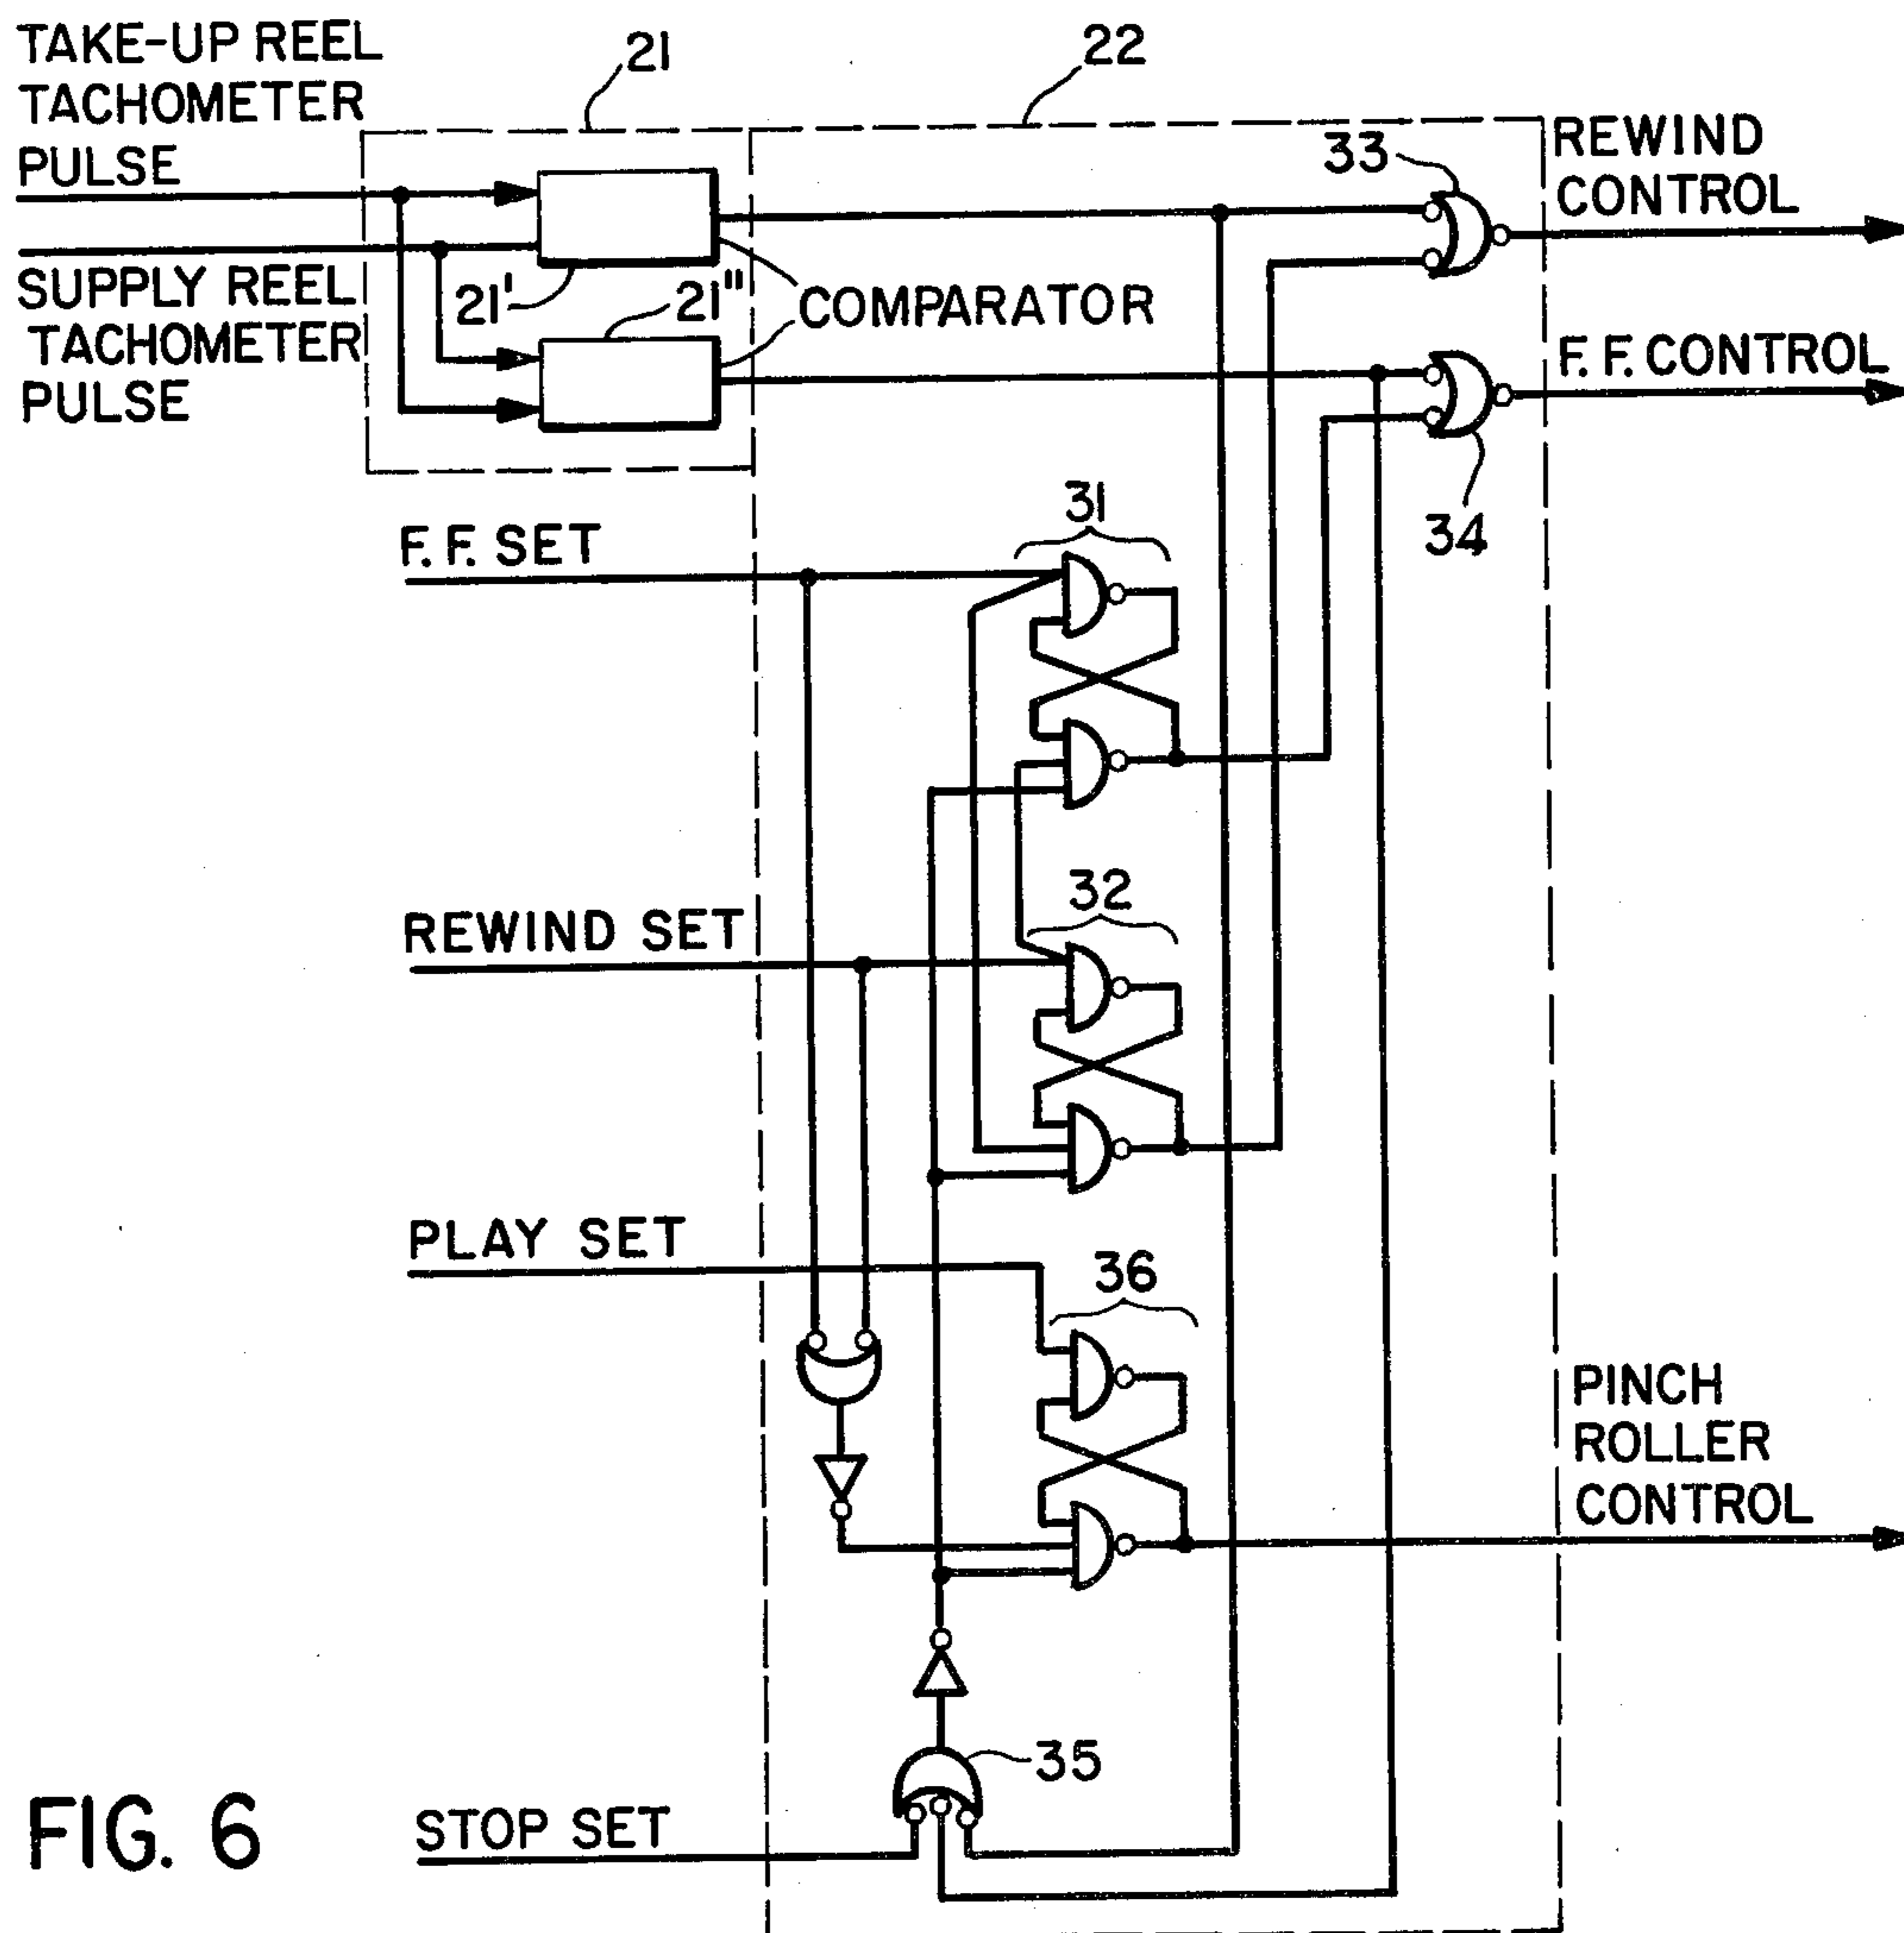 TAKE-UP REEL
TACHOMETER
PULSE
21
22
33
REWIND
CONTROL
SUPPLY REEL
TACHOMETER
PULSE
21'
21"
COMPARATOR
F. F. CONTROL
34
F. F. SET
31
REWIND SET
32
PLAY SET
36
PINCH
ROLLER
CONTROL
35
STOP SET
FIG. 6